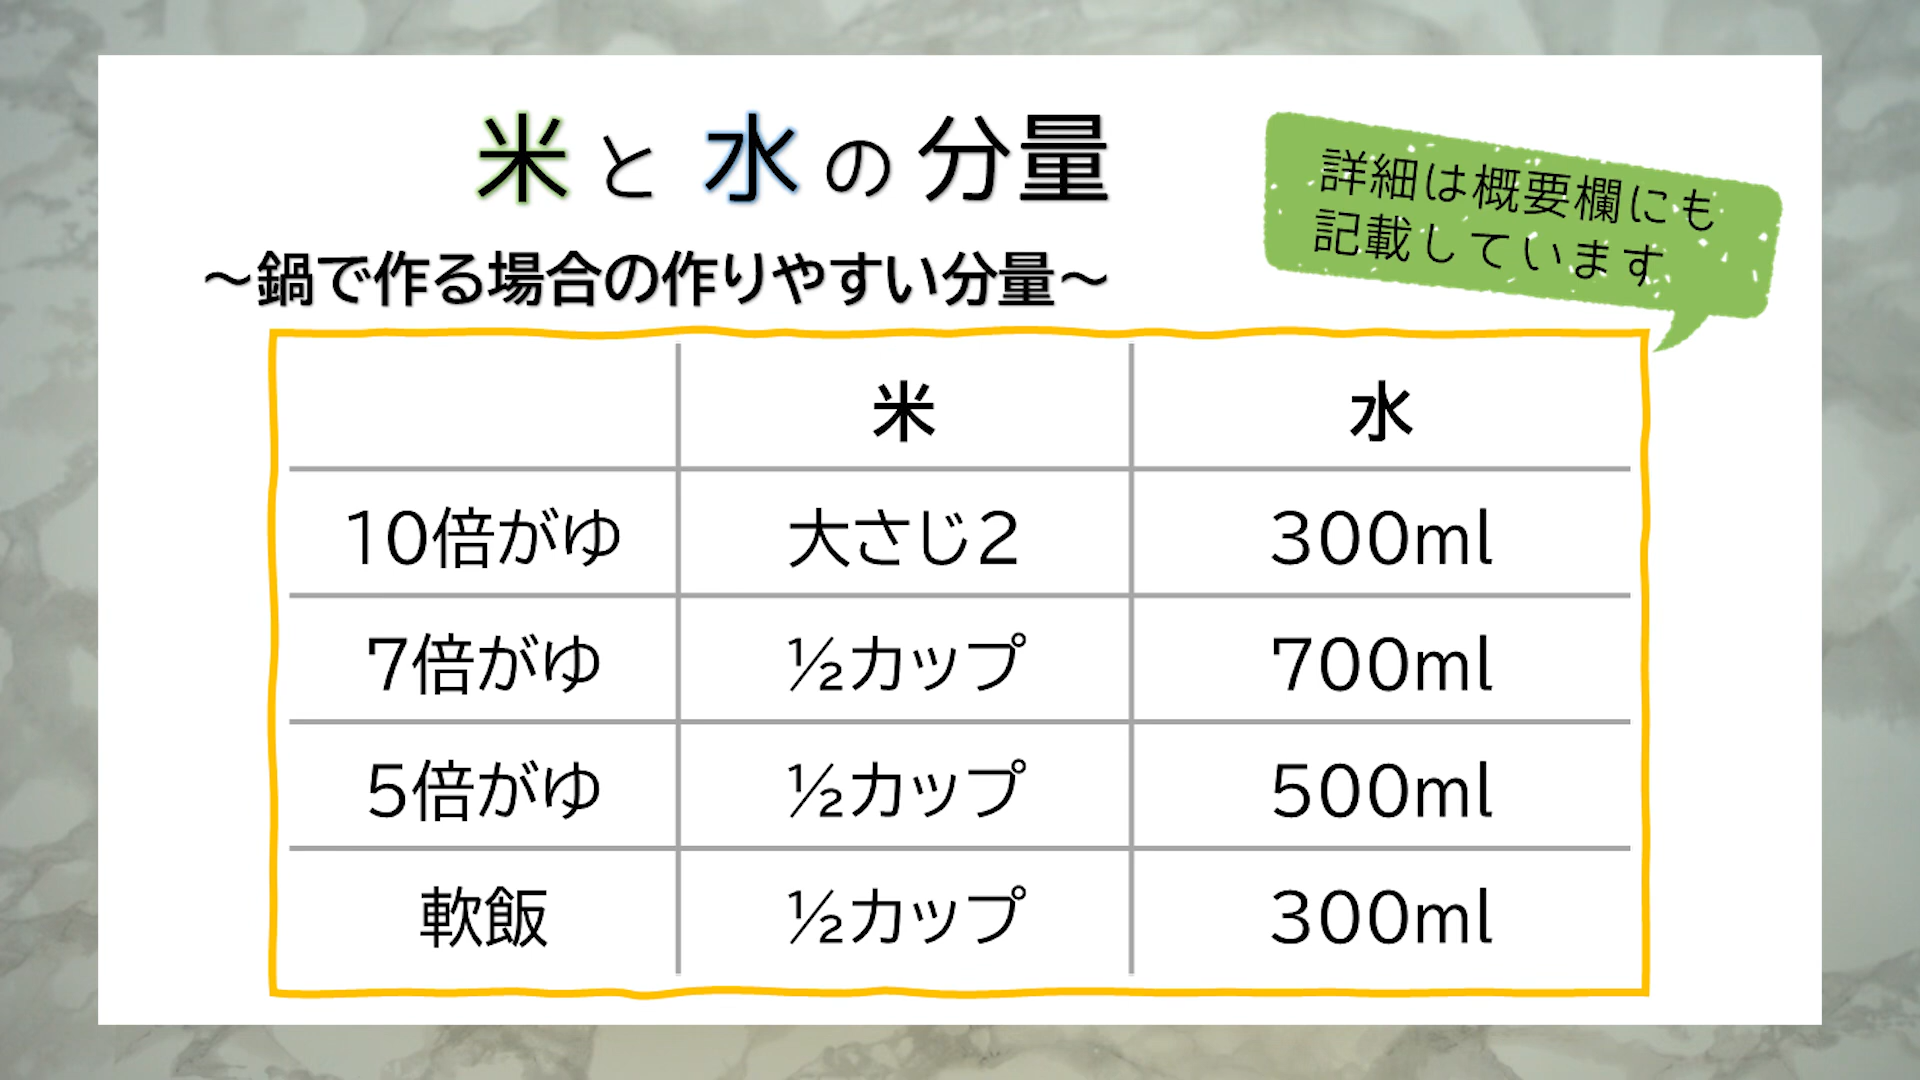 米と水の分量
～鍋で作る場合の作りやすい分量～
詳細は概要欄にも
記載しています
米 水
10倍がゆ 大さじ2 300ml
7倍がゆ ½カップ 700ml
5倍がゆ ½カップ 500ml
軟飯 ½カップ 300ml